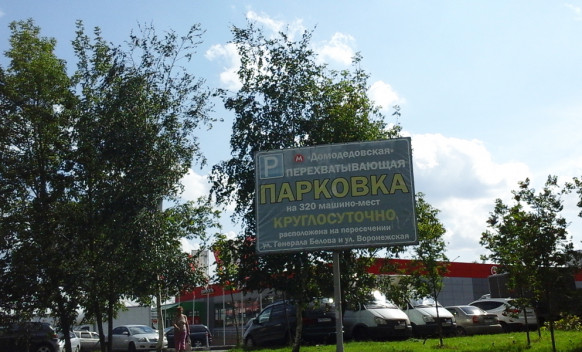 P М «Домодедовская»
ПЕРЕХВАТЫВАЮЩАЯ
ПАРКОВКА
на 320 машино-мест
КРУГЛОСУТОЧНО
расположена на пересечении
ул. Генерала Белова и ул. Воронежская